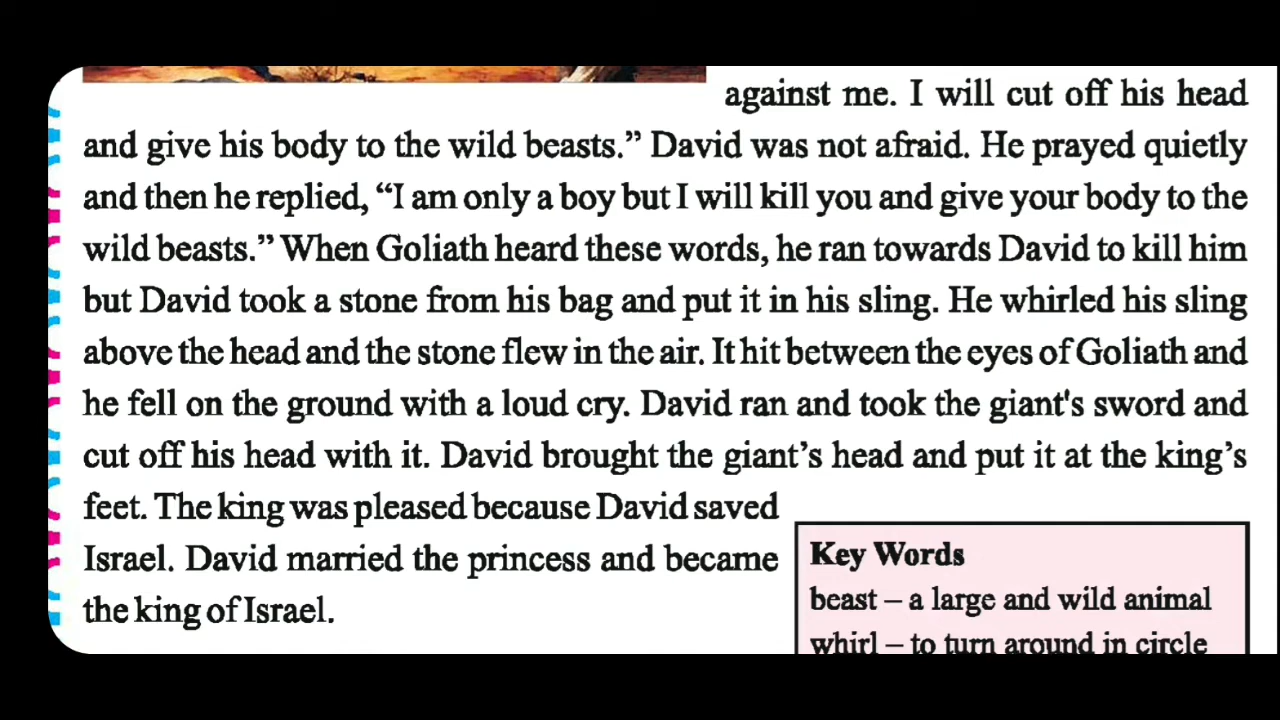 against me. I will cut off his head
and give his body to the wild beasts.” David was not afraid. He prayed quietly
and then he replied, “I am only a boy but I will kill you and give your body to the
wild beasts.” When Goliath heard these words, he ran towards David to kill him
but David took a stone from his bag and put it in his sling. He whirled his sling
above the head and the stone flew in the air. It hit between the eyes of Goliath and
he fell on the ground with a loud cry. David ran and took the giant's sword and
cut off his head with it. David brought the giant’s head and put it at the king’s
feet. The king was pleased because David saved
Israel. David married the princess and became
the king of Israel.
Key Words
beast – a large and wild animal
whirl – to turn around in circle